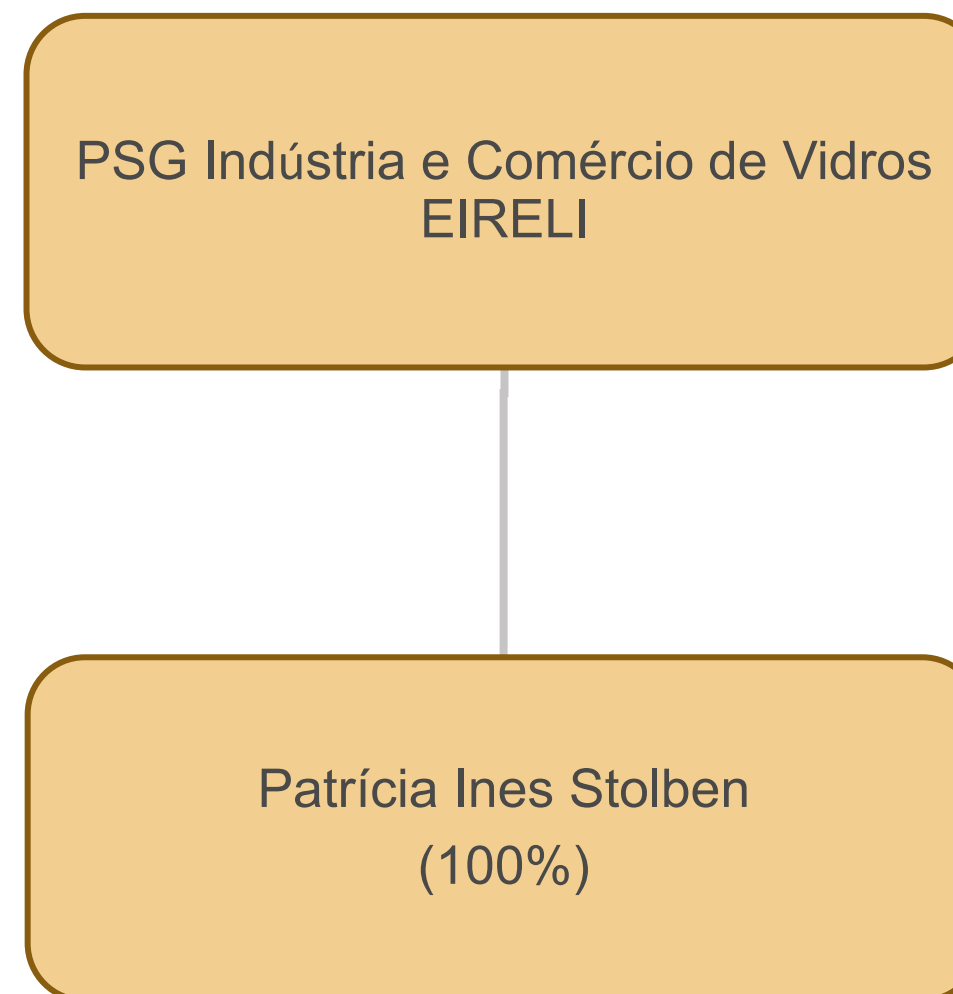 PSG Indústria e Comércio de Vidros
EIRELI
Patrícia Ines Stolben
(100%)